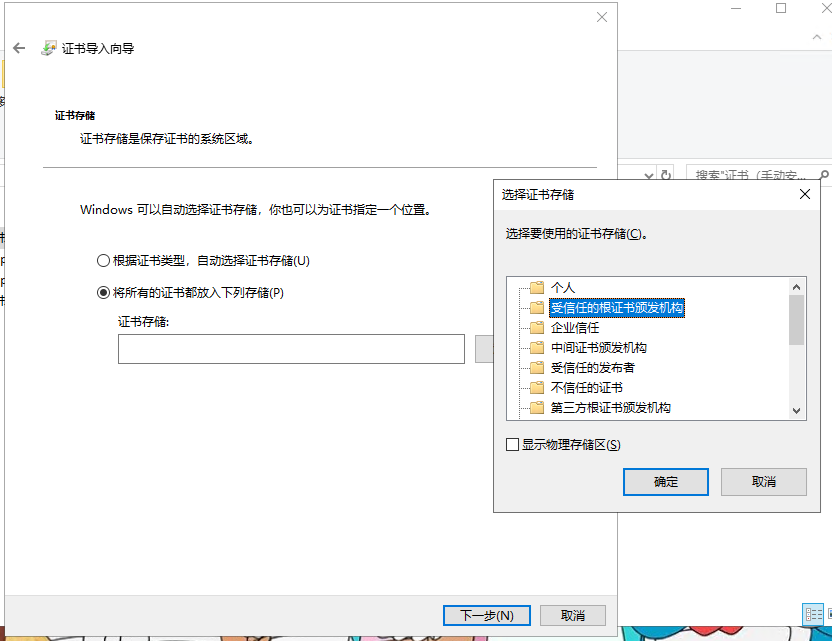 证书导入向导
证书存储
证书存储是保存证书的系统区域。
Windows 可以自动选择证书存储，你也可以为证书指定一个位置。
根据证书类型，自动选择证书存储(U)
将所有的证书都放入下列存储(P)
证书存储:
下一步(N)
取消
搜索"证书（手动安...
选择证书存储
选择要使用的证书存储(C)。
个人
受信任的根证书颁发机构
企业信任
中间证书颁发机构
受信任的发布者
不信任的证书
第三方根证书颁发机构
显示物理存储区(S)
确定
取消